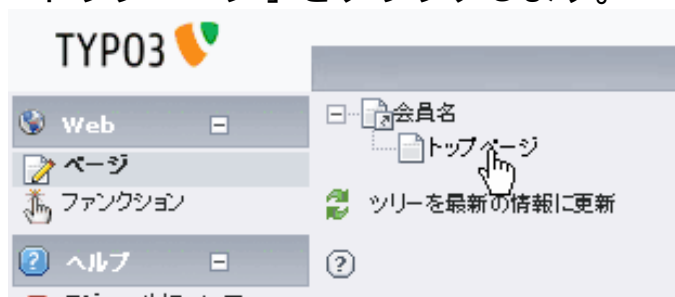 TYPO3
Web
会員名
トップページ
ページ
ファンクション
ツリーを最新の情報に更新
ヘルプ